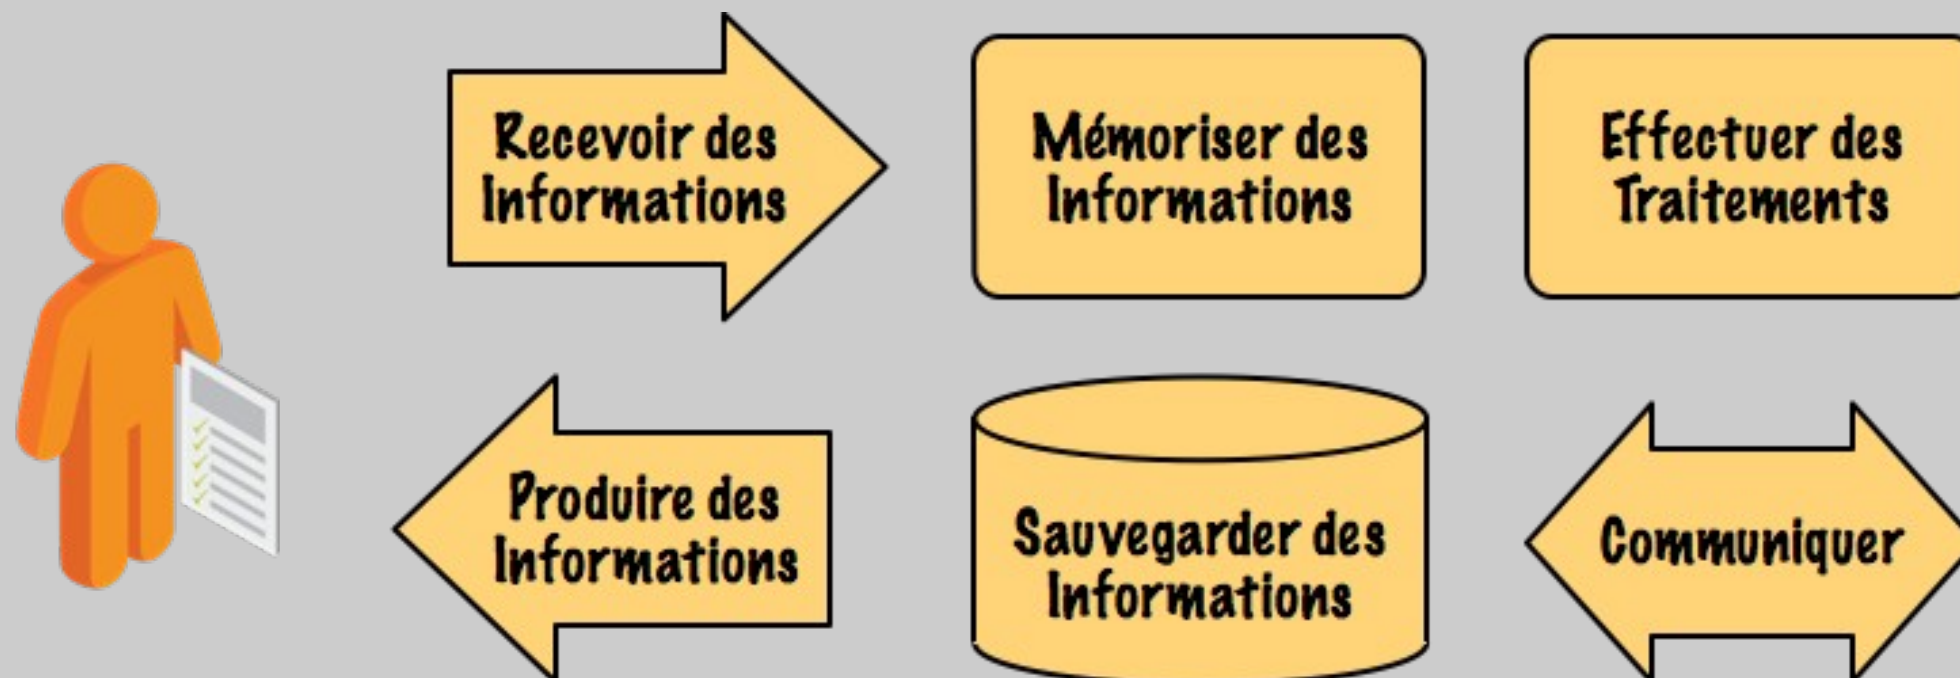 Recevoir des
Informations
Mémoriser des
Informations
Effectuer des
Traitements
Produire des
Informations
Sauvegarder des
Informations
Communiquer